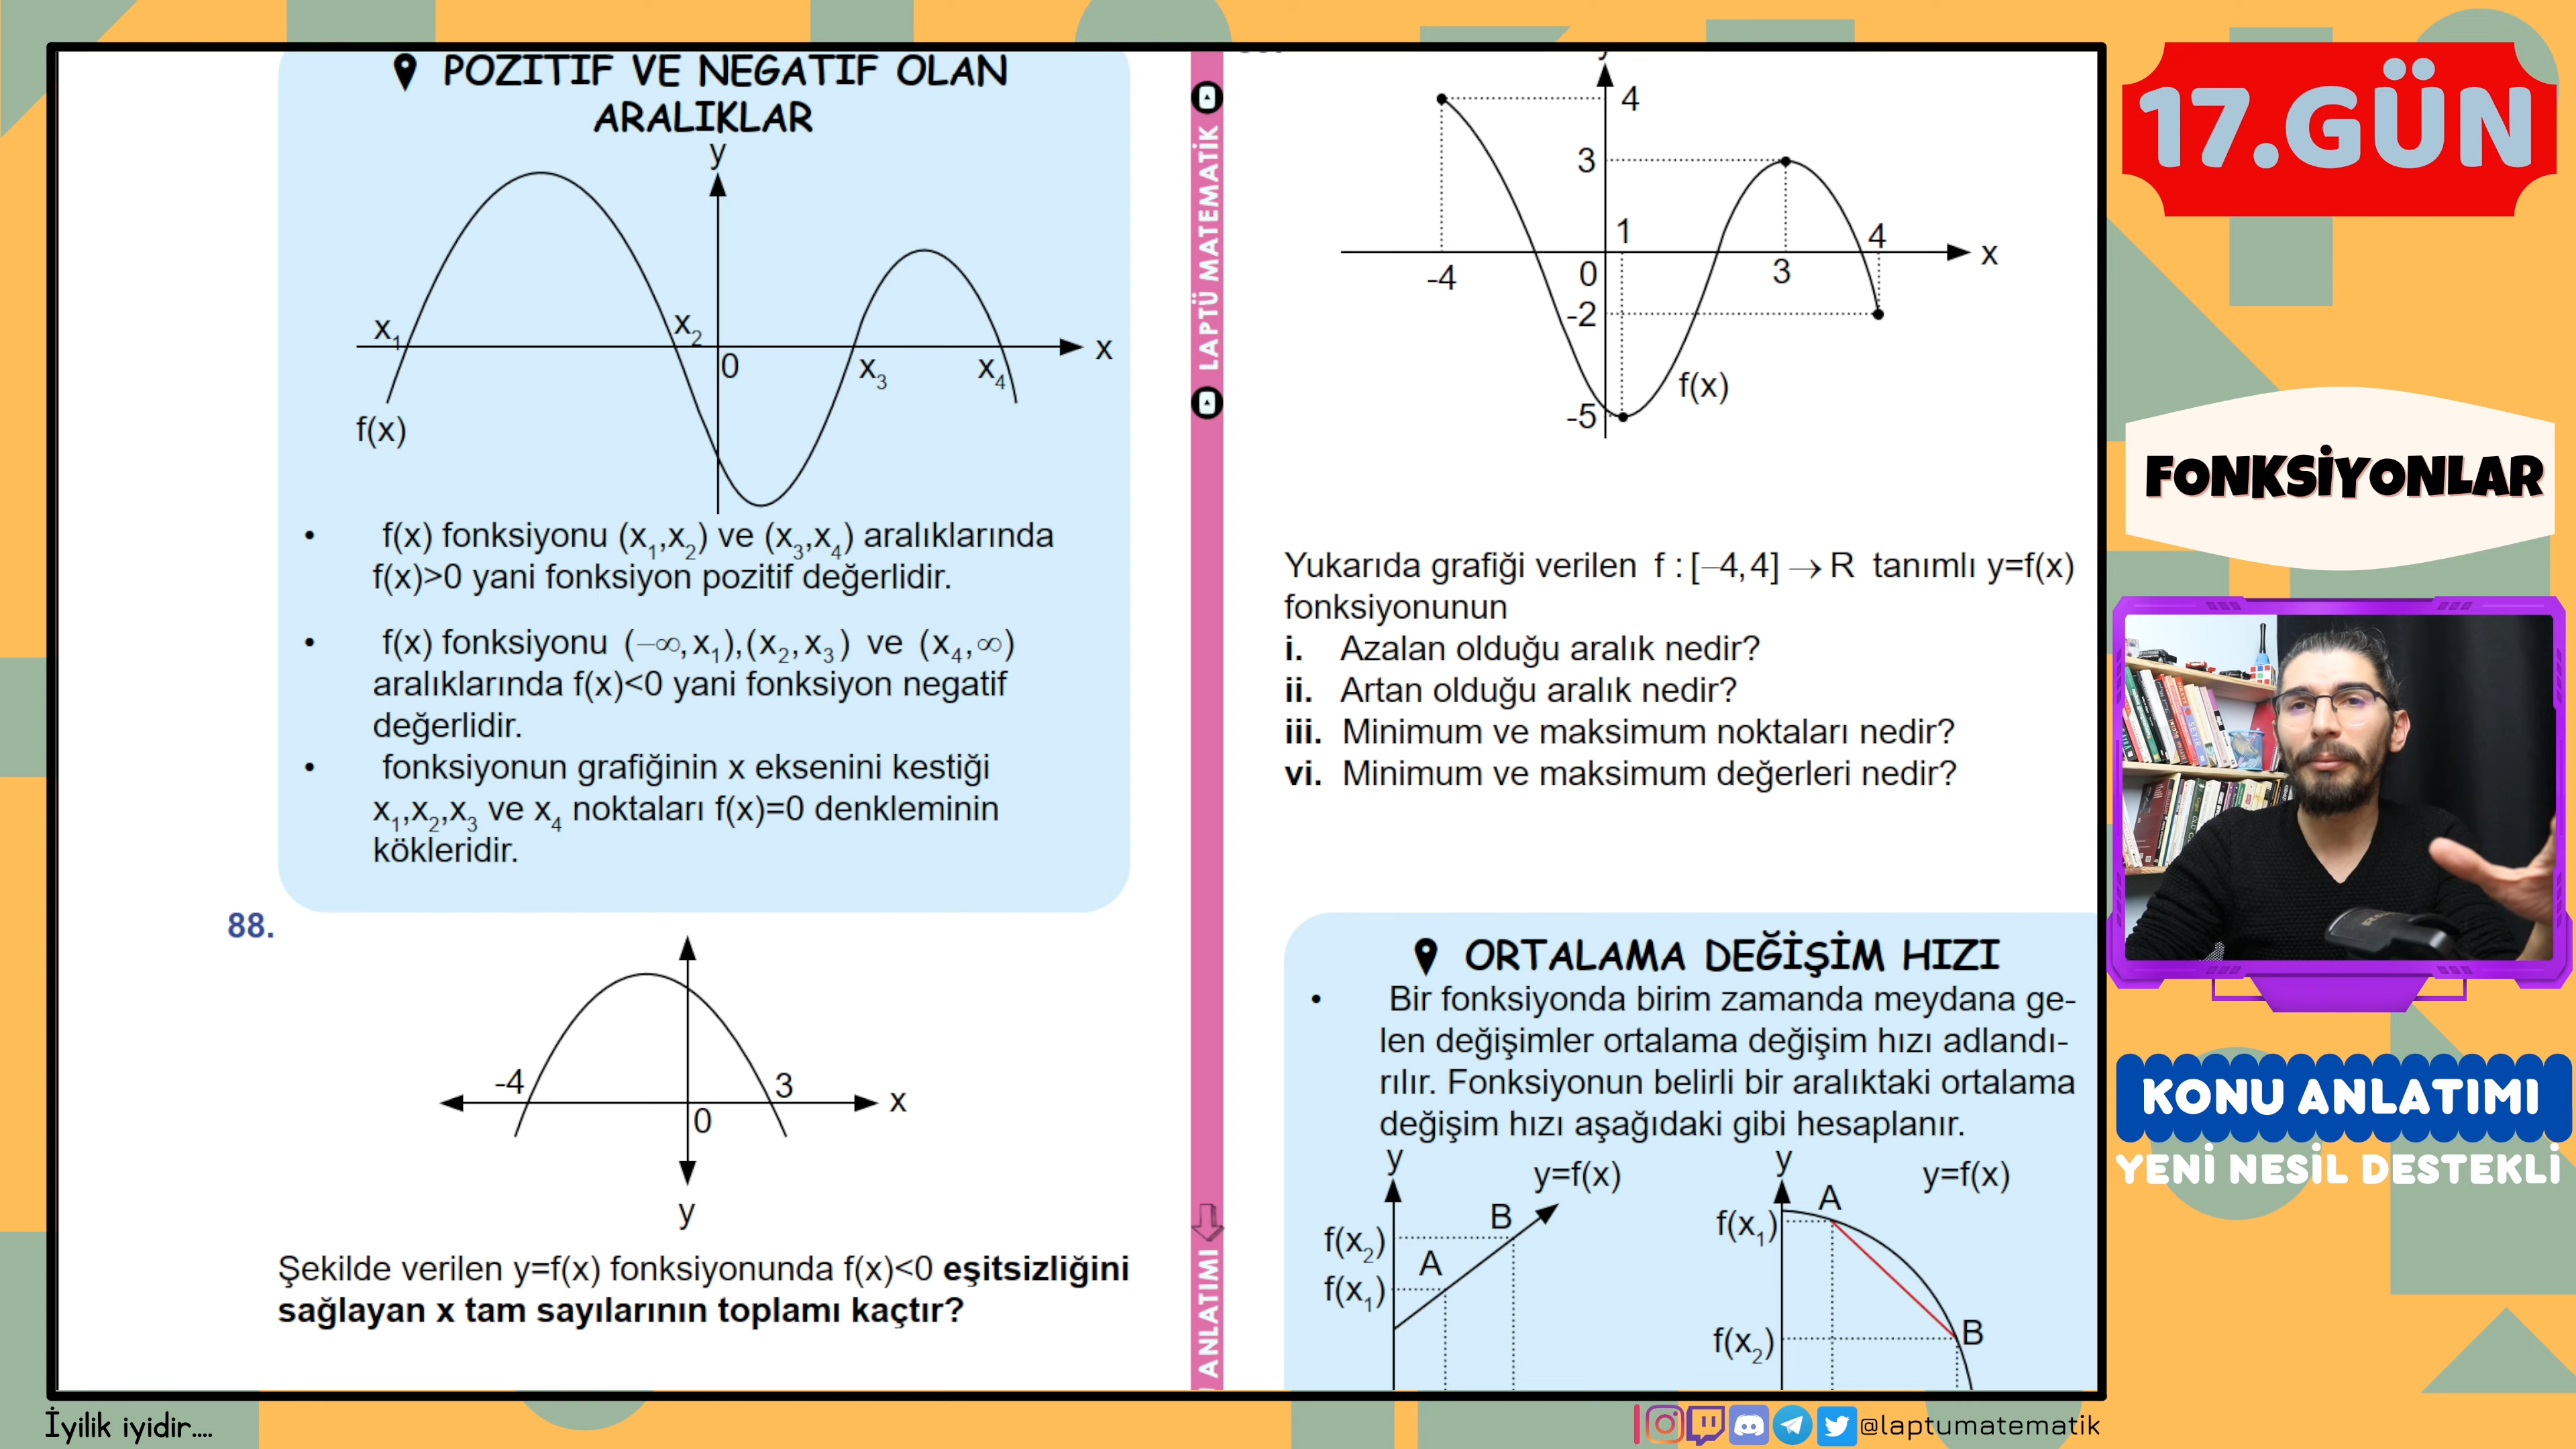 POZİTİF VE NEGATİF OLAN
ARALIKLAR
y
x₁
x₂
0
x₃
x₄
x
f(x)
• f(x) fonksiyonu (x₁,x₂) ve (x₃,x₄) aralıklarında
f(x)>0 yani fonksiyon pozitif değerlidir.
• f(x) fonksiyonu (−∞,x₁),(x₂,x₃) ve (x₄,∞)
aralıklarında f(x)<0 yani fonksiyon negatif
değerlidir.
• fonksiyonun grafiğinin x eksenini kestiği
x₁,x₂,x₃ ve x₄ noktaları f(x)=0 denkleminin
kökleridir.
88.
-4
3
0
x
y
Şekilde verilen y=f(x) fonksiyonunda f(x)<0 eşitsizliğini
sağlayan x tam sayılarının toplamı kaçtır?
LAPTÜ MATEMATİK
ANLATIMI
4
3
1
4
x
-4
0
3
-2
-5
f(x)
Yukarıda grafiği verilen f : [−4,4] → R tanımlı y=f(x)
fonksiyonunun
i. Azalan olduğu aralık nedir?
ii. Artan olduğu aralık nedir?
iii. Minimum ve maksimum noktaları nedir?
vi. Minimum ve maksimum değerleri nedir?
ORTALAMA DEĞİŞİM HIZI
• Bir fonksiyonda birim zamanda meydana ge-
len değişimler ortalama değişim hızı adlandı-
rılır. Fonksiyonun belirli bir aralıktaki ortalama
değişim hızı aşağıdaki gibi hesaplanır.
y
y=f(x)
B
f(x₂)
A
f(x₁)
y
y=f(x)
A
f(x₁)
B
f(x₂)
17.GÜN
FONKSİYONLAR
KONU ANLATIMI
YENİ NESİL DESTEKLİ
İyilik iyidir....
@laptumatematik